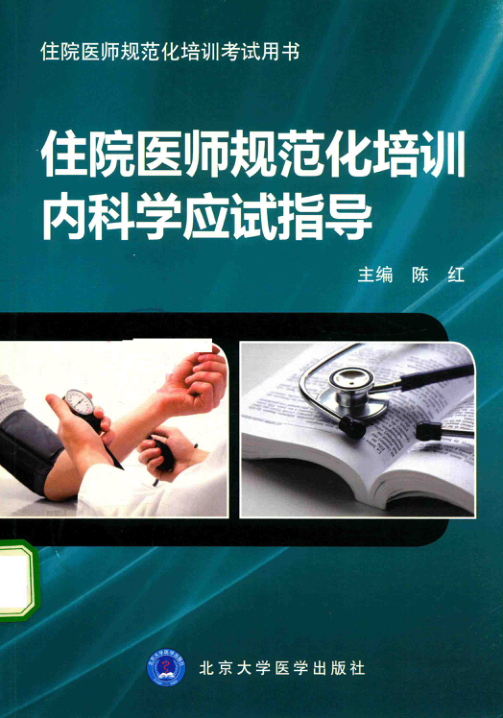 住院医师规范化培训考试用书
住院医师规范化培训
内科学应试指导
主编 陈 红
北京大学医学出版社